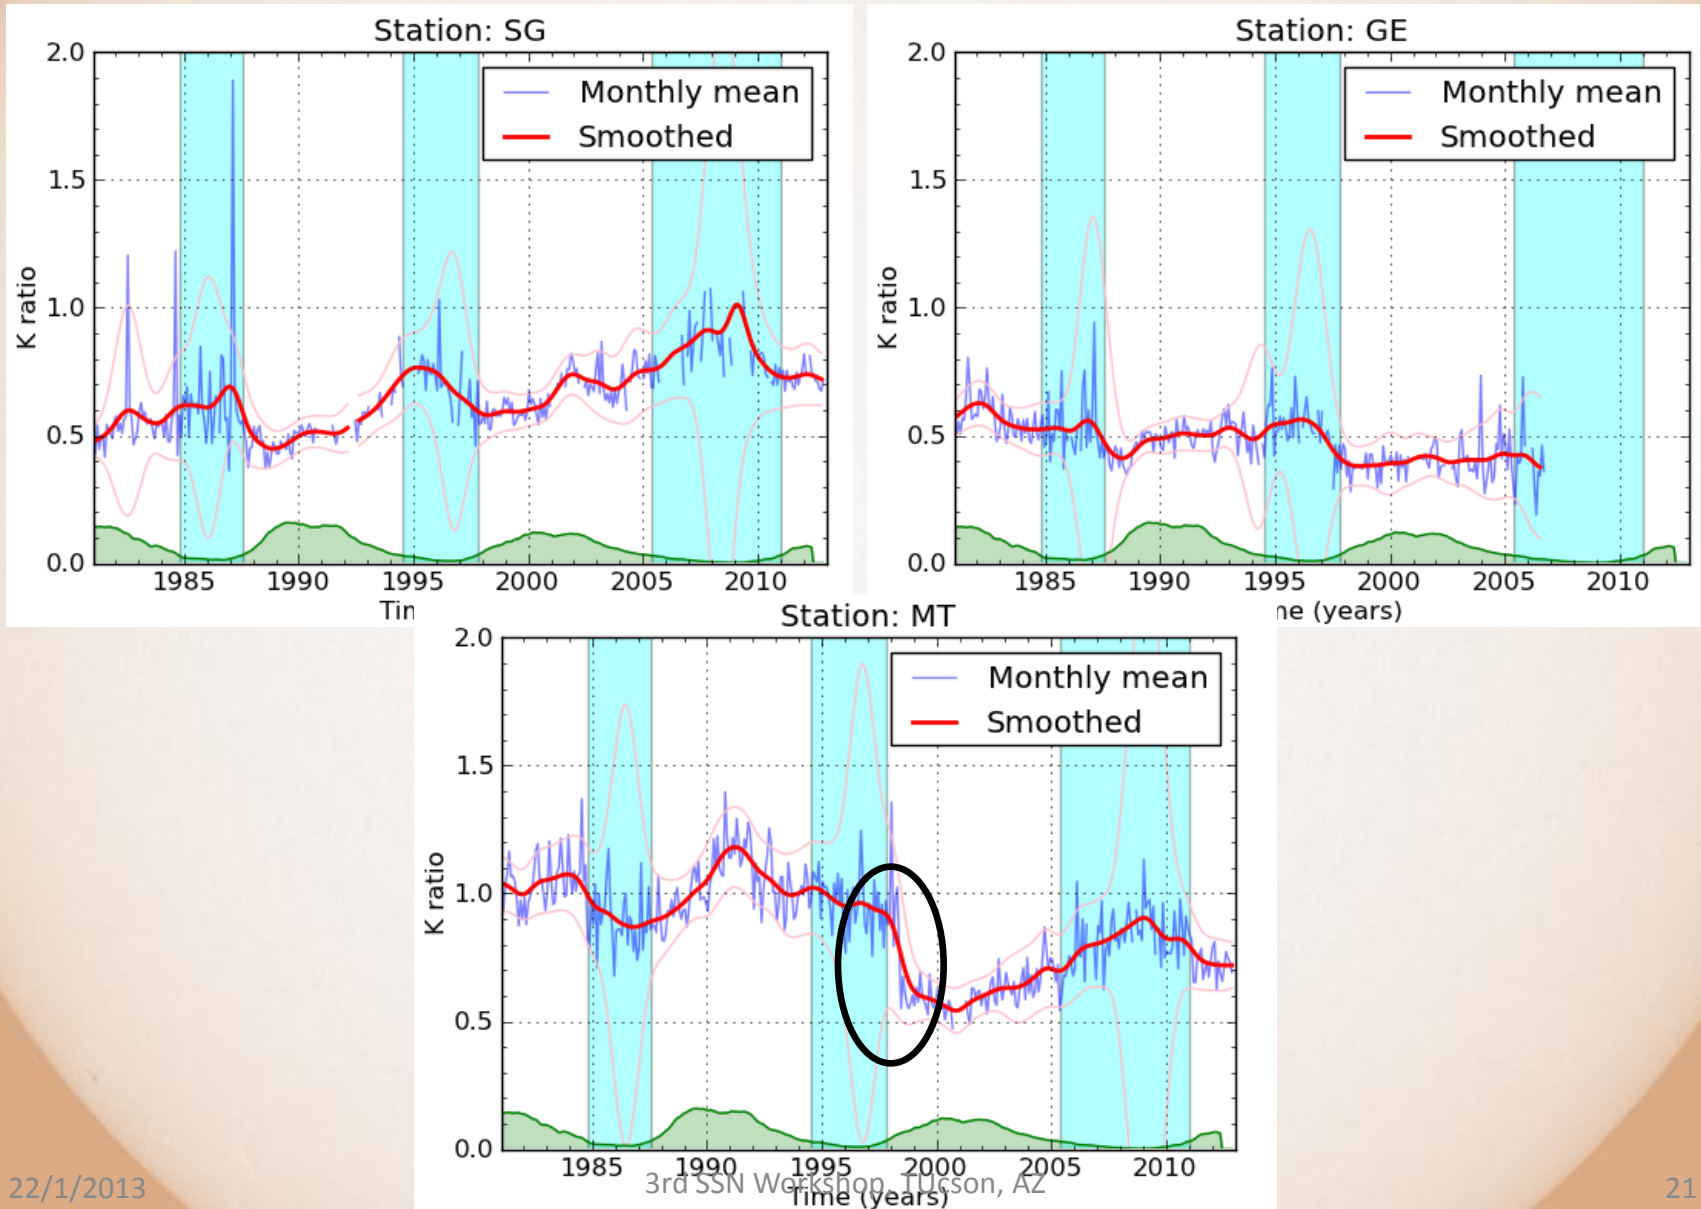 Station: SG
2.0
1.5
1.0
0.5
0.0
K ratio
Monthly mean
Smoothed
1985 1990 1995 2000 2005 2010
Tin
Station: GE
2.0
1.5
1.0
0.5
0.0
K ratio
Monthly mean
Smoothed
1985 1990 1995 2000 2005 2010
ne (years)
Station: MT
2.0
1.5
1.0
0.5
0.0
K ratio
Monthly mean
Smoothed
1985 1990 1995 2000 2005 2010
Time (years)
22/1/2013
3rd SSN Workshop, TUcson, AZ
21